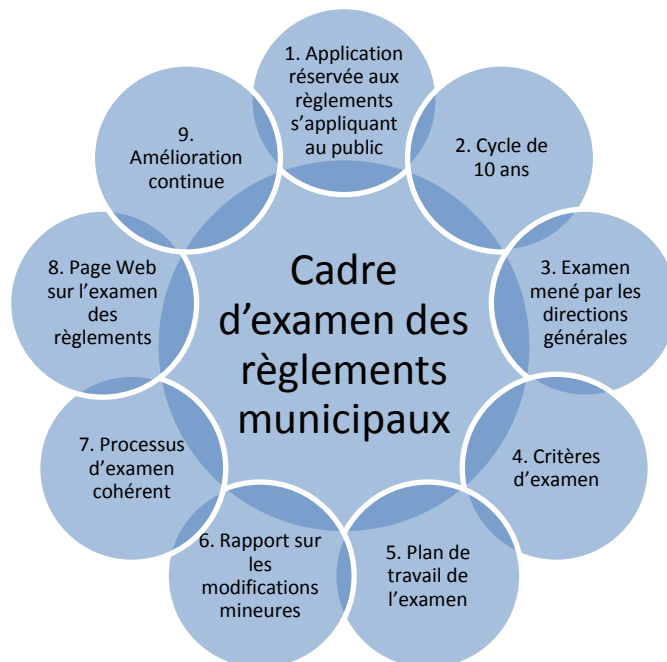 1. Application
réservée aux
règlements
s'appliquant
au public
2. Cycle de
10 ans
3. Examen
mené par les
directions
générales
4. Critères
d'examen
5. Plan de
travail de
l'examen
6. Rapport sur
les
modifications
mineures
7. Processus
d'examen
cohérent
8. Page Web
sur l'examen
des
règlements
9.
Amélioration
continue
Cadre
d'examen des
règlements
municipaux